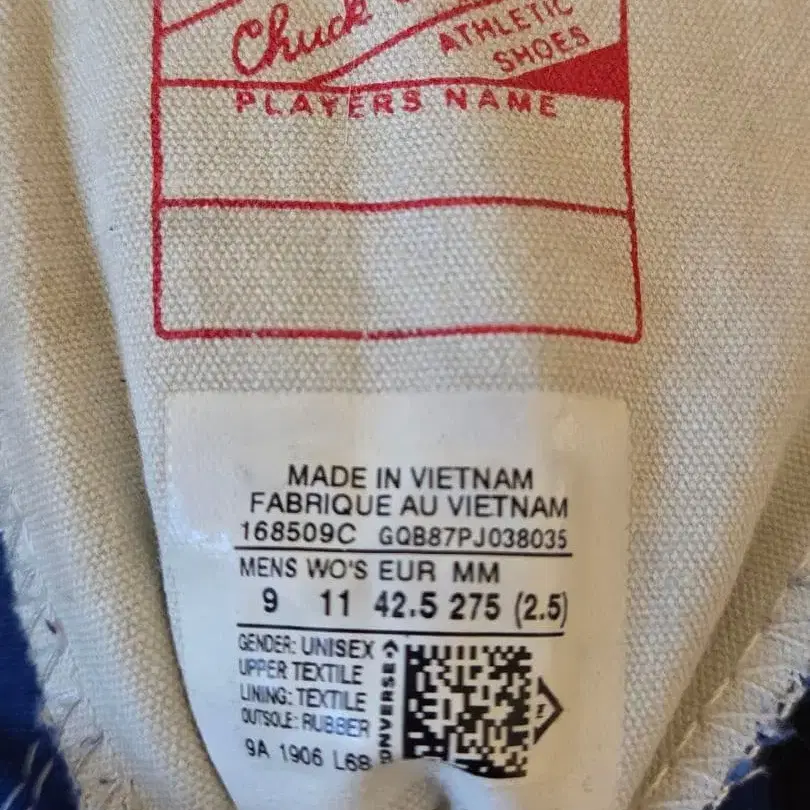 Chuck
ATHLETIC
SHOES
PLAYERS NAME
MADE IN VIETNAM
FABRIQUE AU VIETNAM
168509C GQB87PJ038035
MENS WO'S EUR MM
9 11 42.5 275 (2.5)
GENDER: UNISEX
UPPER TEXTILE
LINING: TEXTILE
OUTSOLE: RUBBER
9A 1906 L68
CONVERSE
Z